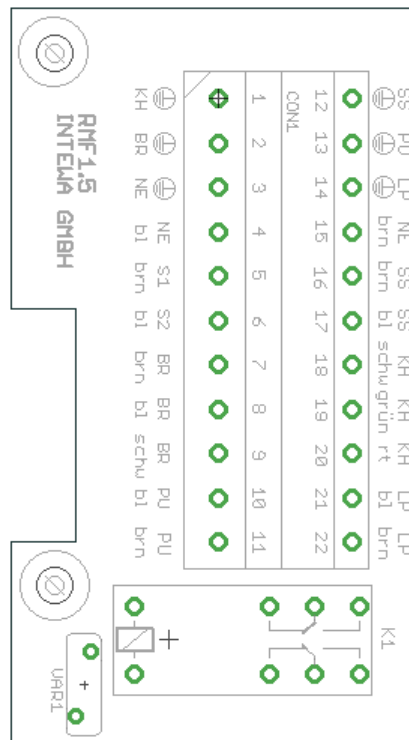 SS PU LP NE SS SS KH KH KH LP LP
brn brn bl schw grün rt bl brn
K1
12 13 14 15 16 17 18 19 20 21 22
CON1
1 2 3 4 5 6 7 8 9 10 11
NE S1 S2 BR BR BR PU PU
KH BR NE bl brn bl brn bl schw bl brn
RMF1.5
INTEWA GMBH
VAR1